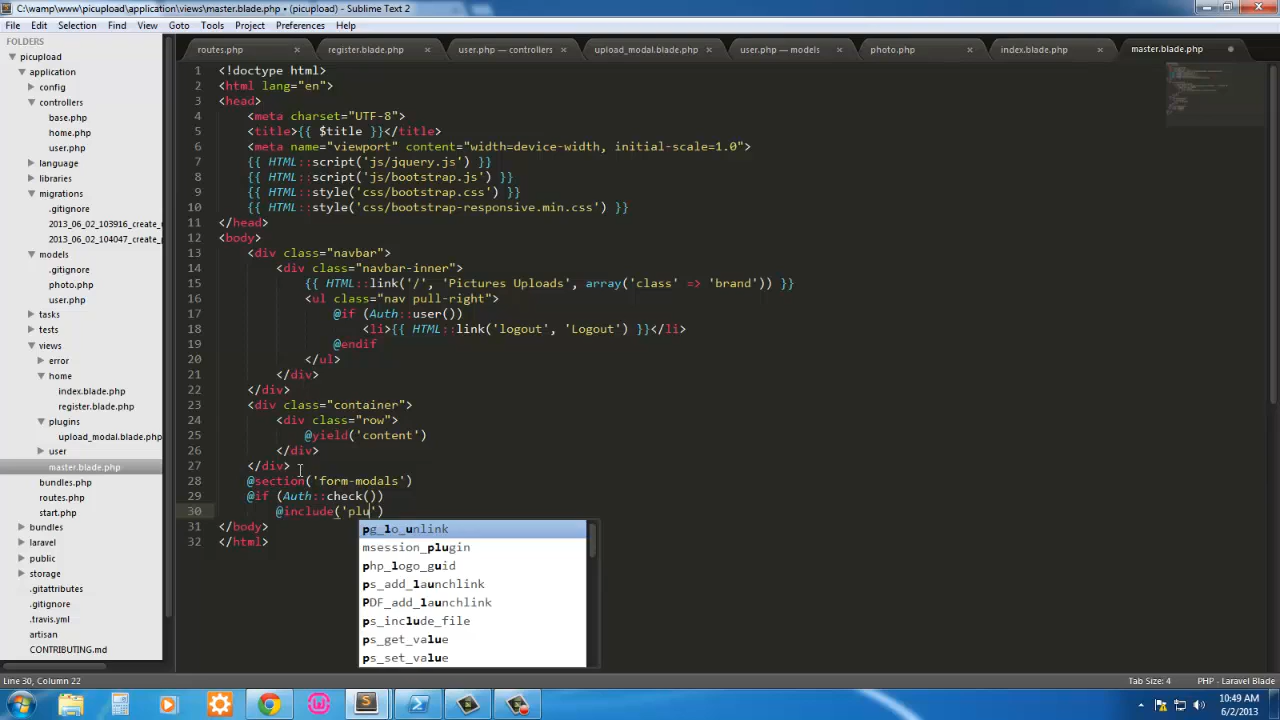 C:\wamp\www\picupload\application\views\master.blade.php • (picupload) - Sublime Text 2
File Edit Selection Find View Goto Tools Project Preferences Help
FOLDERS
picupload
application
config
controllers
base.php
home.php
user.php
language
libraries
migrations
.gitignore
2013_06_02_103916_create_
2013_06_02_104047_create_
models
.gitignore
photo.php
user.php
tasks
tests
views
error
home
index.blade.php
register.blade.php
plugins
upload_modal.blade.php
user
master.blade.php
bundles.php
routes.php
start.php
bundles
laravel
public
storage
.gitattributes
.gitignore
.travis.yml
artisan
CONTRIBUTING.md
routes.php register.blade.php user.php — controllers upload_modal.blade.php user.php — models photo.php index.blade.php master.blade.php
1 <!doctype html>
2 <html lang="en">
3 <head>
4 <meta charset="UTF-8">
5 <title>{{ $title }}</title>
6 <meta name="viewport" content="width=device-width, initial-scale=1.0">
7 {{ HTML::script('js/jquery.js') }}
8 {{ HTML::script('js/bootstrap.js') }}
9 {{ HTML::style('css/bootstrap.css') }}
10 {{ HTML::style('css/bootstrap-responsive.min.css') }}
11 </head>
12 <body>
13 <div class="navbar">
14 <div class="navbar-inner">
15 {{ HTML::link('/', 'Pictures Uploads', array('class' => 'brand')) }}
16 <ul class="nav pull-right">
17 @if (Auth::user())
18 <li>{{ HTML::link('logout', 'Logout') }}</li>
19 @endif
20 </ul>
21 </div>
22 </div>
23 <div class="container">
24 <div class="row">
25 @yield('content')
26 </div>
27 </div>
28 @section('form-modals')
29 @if (Auth::check())
30 @include('plu')
31 </body>
32 </html>
pg_lo_unlink
msession_plugin
php_logo_guid
ps_add_launchlink
PDF_add_launchlink
ps_include_file
ps_get_value
ps_set_value
Line 30, Column 22 Tab Size: 4 PHP - Laravel Blade
10:49 AM
6/2/2013